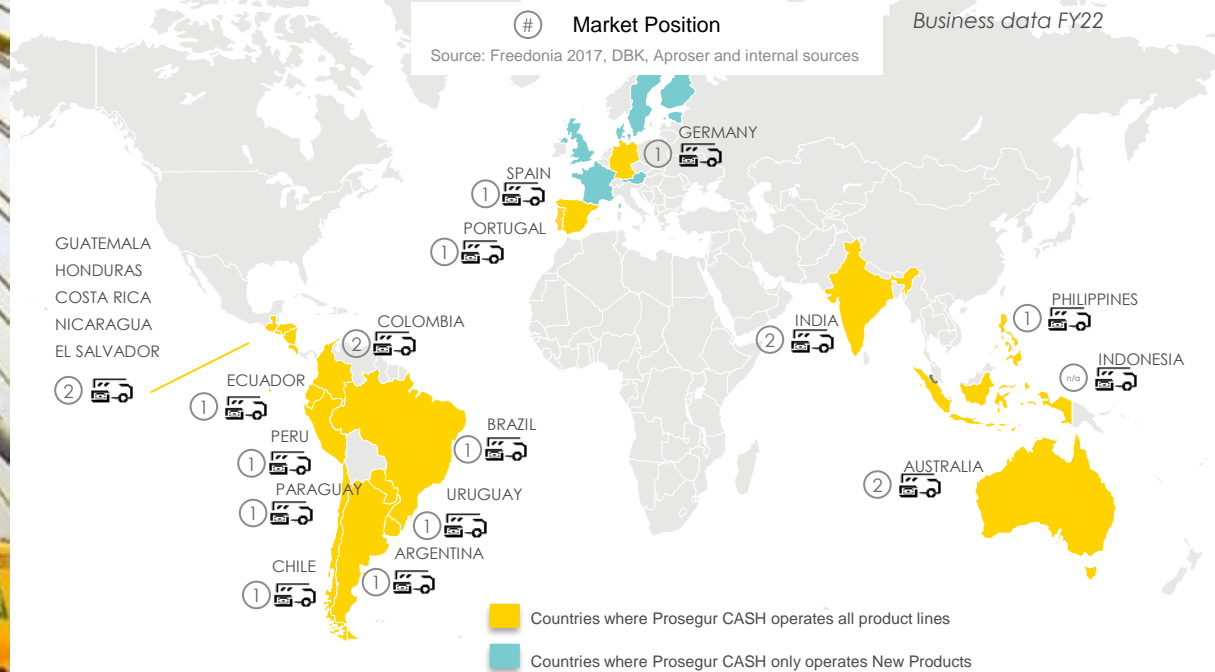 # Market Position
Source: Freedonia 2017, DBK, Aproser and internal sources
Business data FY22
GERMANY
1
SPAIN
1
PORTUGAL
1
GUATEMALA
HONDURAS
COSTA RICA
NICARAGUA
EL SALVADOR
2
COLOMBIA
2
ECUADOR
1
PERU
1
BRAZIL
1
PARAGUAY
1
URUGUAY
1
ARGENTINA
1
CHILE
1
INDIA
2
PHILIPPINES
1
INDONESIA
n/a
AUSTRALIA
2
Countries where Prosegur CASH operates all product lines
Countries where Prosegur CASH only operates New Products